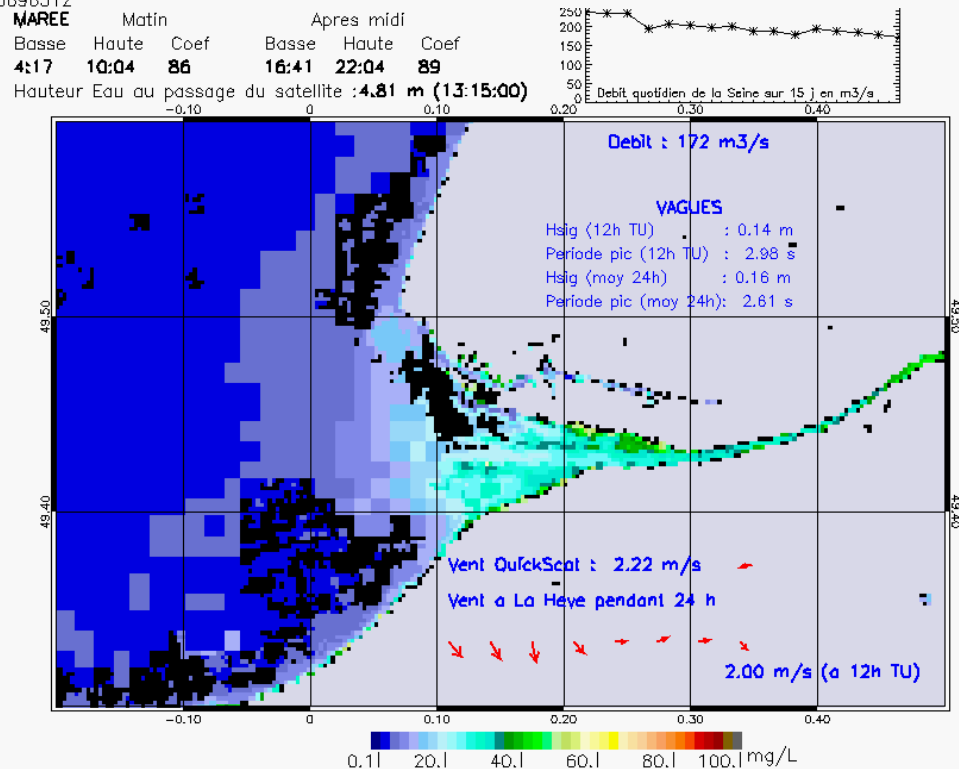 MAREE Matin Apres midi
Basse Haute Coef Basse Haute Coef
4:17 10:04 86 16:41 22:04 89
Hauteur Eau au passage du satellite :4.81 m (13:15:00)
250
200
150
100
50
0
Debit quotidien de la Seine sur 15 j en m3/s
-0.10 0 0.10 0.20 0.30 0.40
Debit : 172 m3/s
VAGUES
Hsig (12h TU) : 0.14 m
Periode pic (12h TU) : 2.98 s
Hsig (moy 24h) : 0.16 m
Periode pic (moy 24h): 2.61 s
49.50 49.50
49.40 49.40
Vent QuickScat : 2.22 m/s
Vent a La Heve pendant 24 h
2.00 m/s (a 12h TU)
-0.10 0 0.10 0.20 0.30 0.40
0.1| 20.| 40.| 60.| 80.| 100.| mg/L